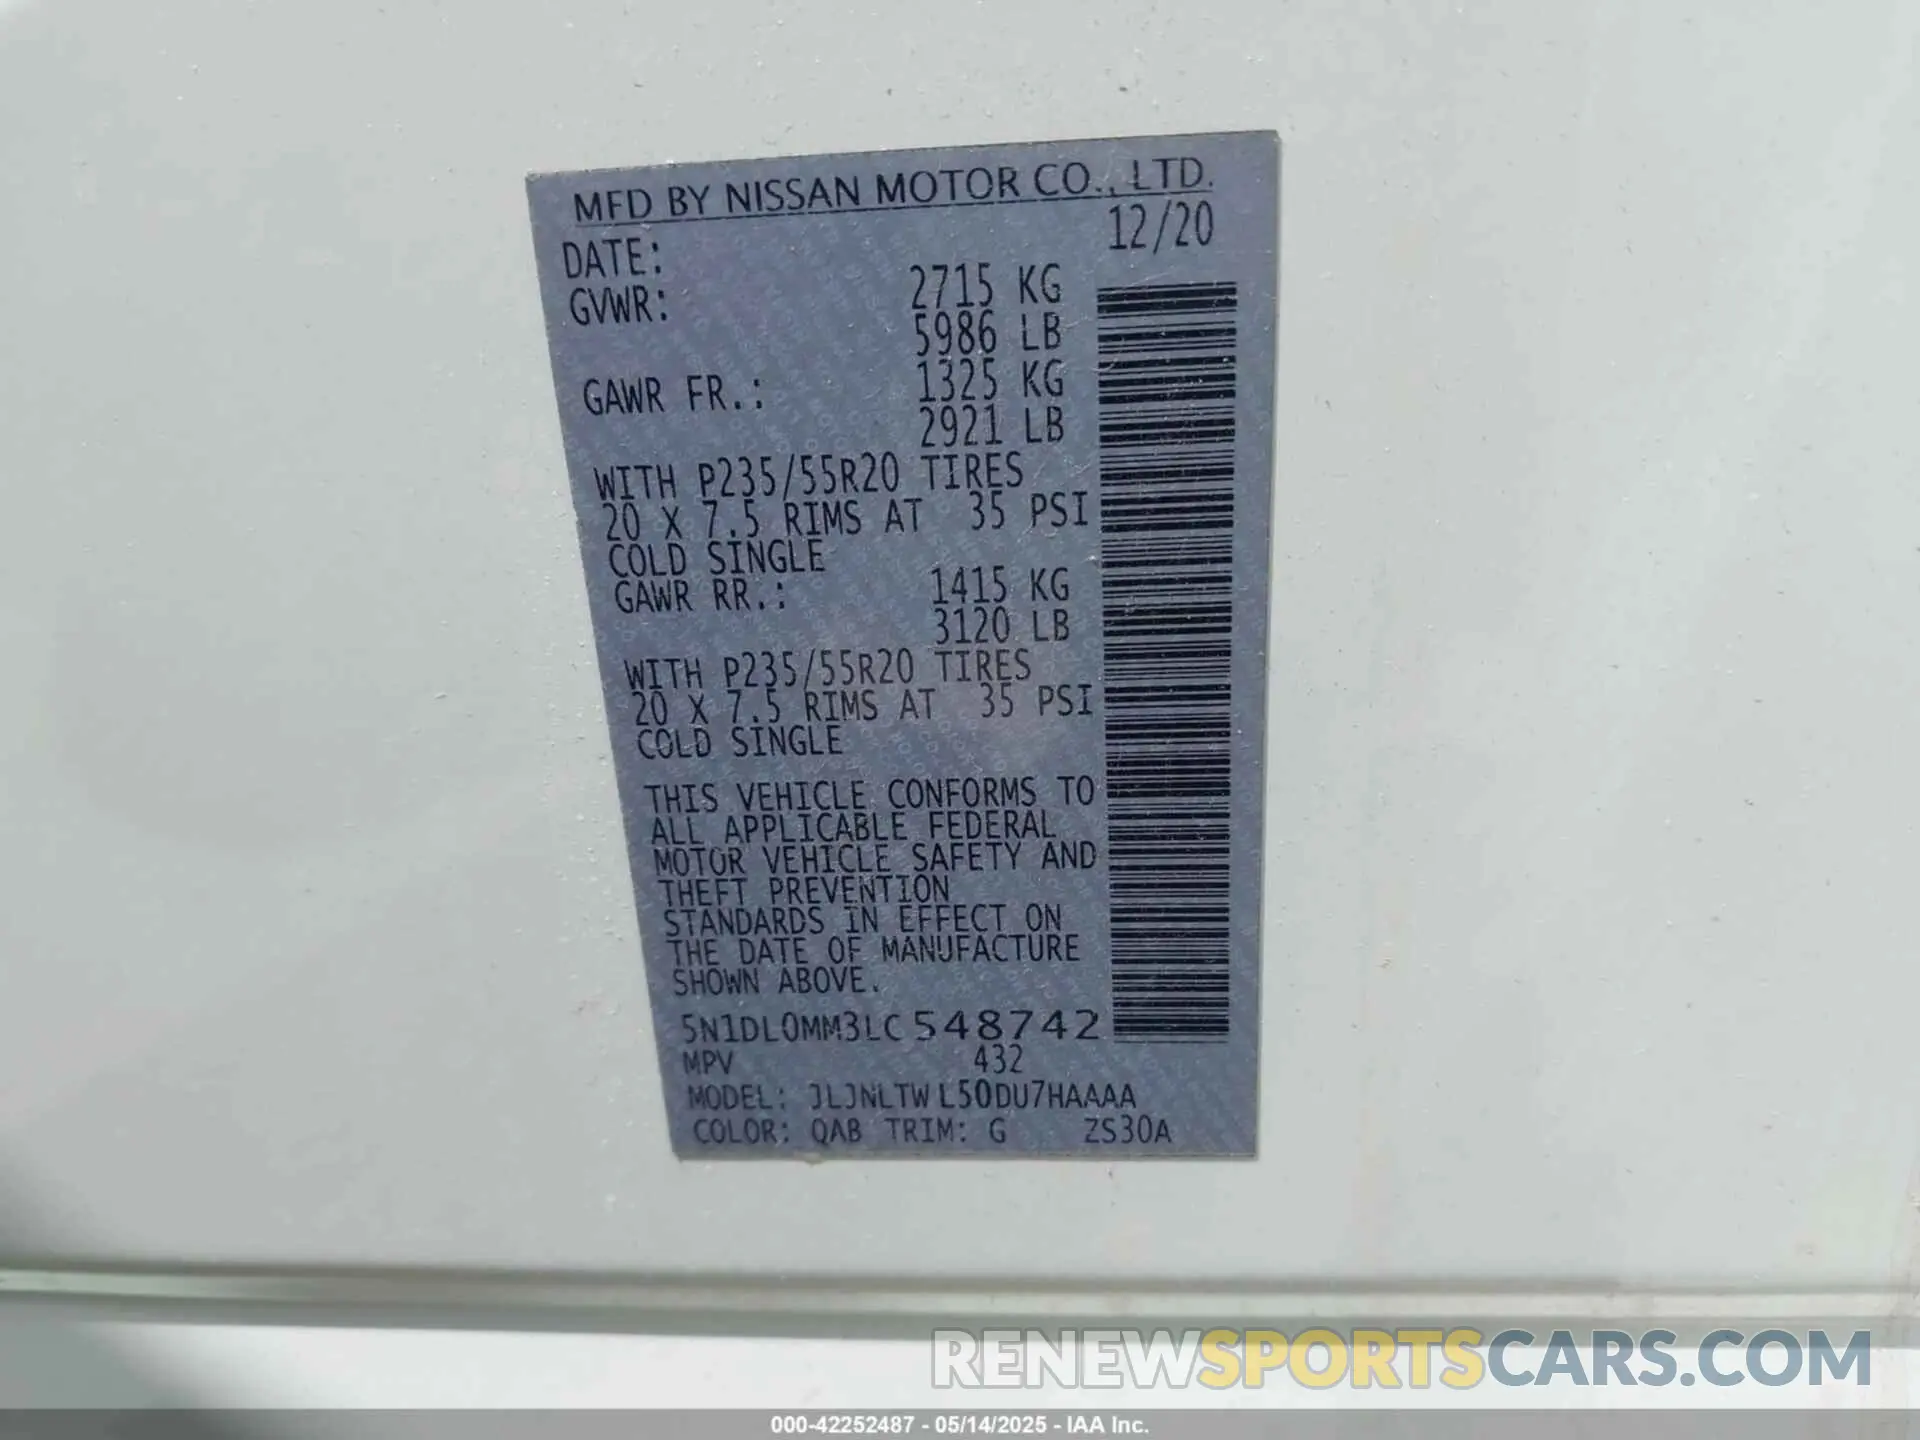 MFD BY NISSAN MOTOR CO., LTD.
DATE: 12/20
GVWR: 2715 KG
5986 LB
GAWR FR.: 1325 KG
2921 LB
WITH P235/55R20 TIRES
20 X 7.5 RIMS AT 35 PSI
COLD SINGLE
GAWR RR.: 1415 KG
3120 LB
WITH P235/55R20 TIRES
20 X 7.5 RIMS AT 35 PSI
COLD SINGLE
THIS VEHICLE CONFORMS TO
ALL APPLICABLE FEDERAL
MOTOR VEHICLE SAFETY AND
THEFT PREVENTION
STANDARDS IN EFFECT ON
THE DATE OF MANUFACTURE
SHOWN ABOVE.
5N1DL0MM3LC548742
MPV 432
MODEL: JLJNLTWL50DU7HAAAA
COLOR: QAB TRIM: G ZS30A
RENEWSPORTSCARS.COM
000-42252487 - 05/14/2025 - IAA Inc.